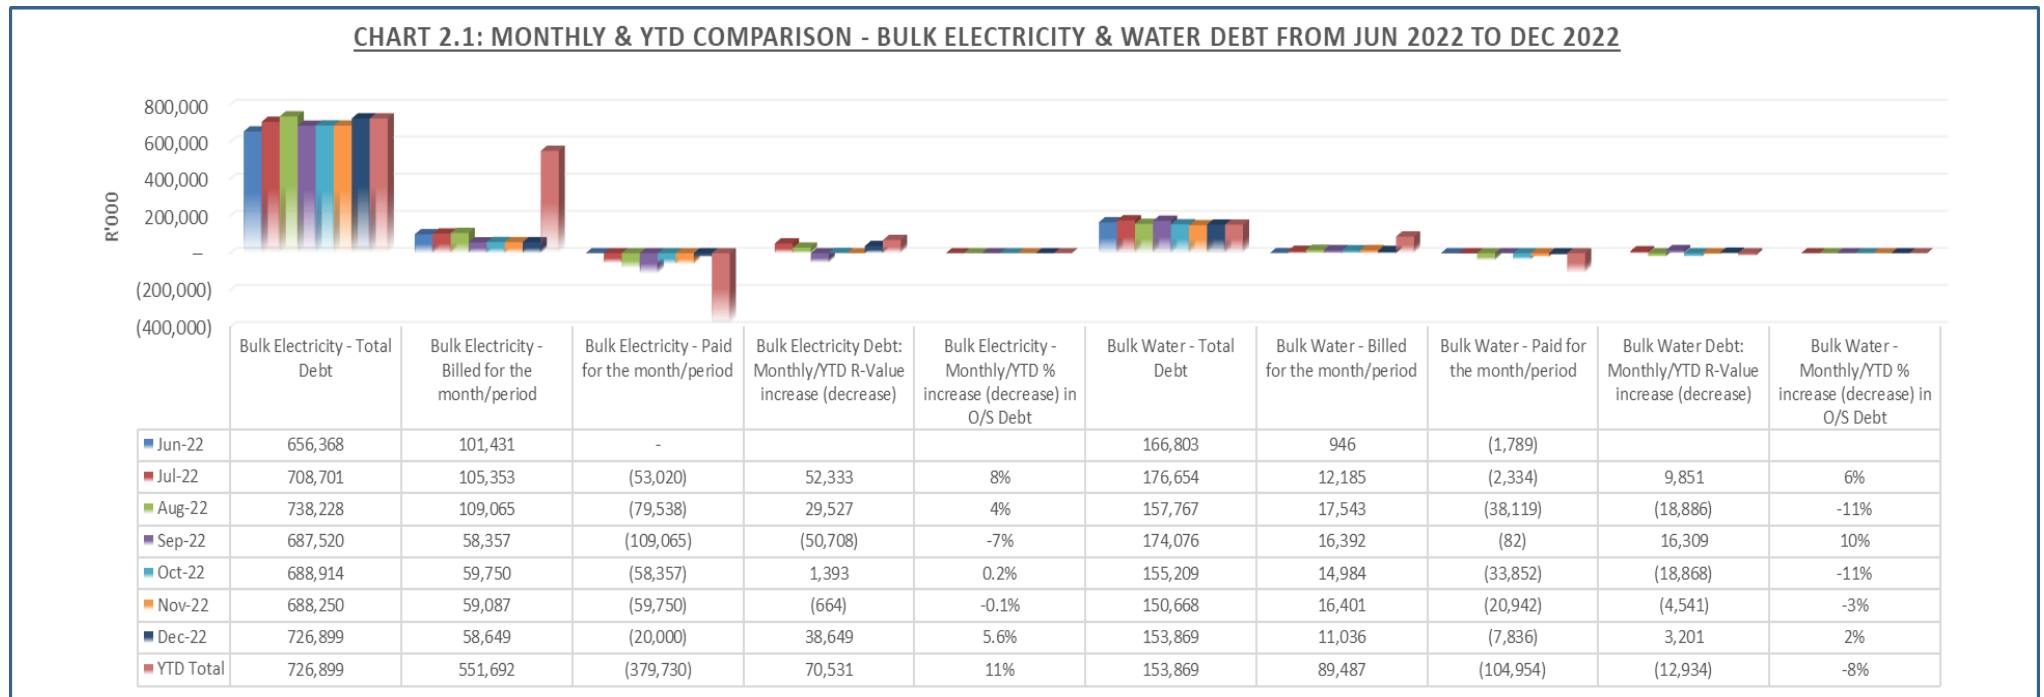 CHART 2.1: MONTHLY & YTD COMPARISON - BULK ELECTRICITY & WATER DEBT FROM JUN 2022 TO DEC 2022
800,000
600,000
400,000
200,000
–
(200,000)
(400,000)
R'000
Bulk Electricity - Total Debt
Bulk Electricity - Billed for the month/period
Bulk Electricity - Paid for the month/period
Bulk Electricity Debt: Monthly/YTD R-Value increase (decrease)
Bulk Electricity - Monthly/YTD % increase (decrease) in O/S Debt
Bulk Water - Total Debt
Bulk Water - Billed for the month/period
Bulk Water - Paid for the month/period
Bulk Water Debt: Monthly/YTD R-Value increase (decrease)
Bulk Water - Monthly/YTD % increase (decrease) in O/S Debt
Jun-22 656,368 101,431 - 166,803 946 (1,789)
Jul-22 708,701 105,353 (53,020) 52,333 8% 176,654 12,185 (2,334) 9,851 6%
Aug-22 738,228 109,065 (79,538) 29,527 4% 157,767 17,543 (38,119) (18,886) -11%
Sep-22 687,520 58,357 (109,065) (50,708) -7% 174,076 16,392 (82) 16,309 10%
Oct-22 688,914 59,750 (58,357) 1,393 0.2% 155,209 14,984 (33,852) (18,868) -11%
Nov-22 688,250 59,087 (59,750) (664) -0.1% 150,668 16,401 (20,942) (4,541) -3%
Dec-22 726,899 58,649 (20,000) 38,649 5.6% 153,869 11,036 (7,836) 3,201 2%
YTD Total 726,899 551,692 (379,730) 70,531 11% 153,869 89,487 (104,954) (12,934) -8%